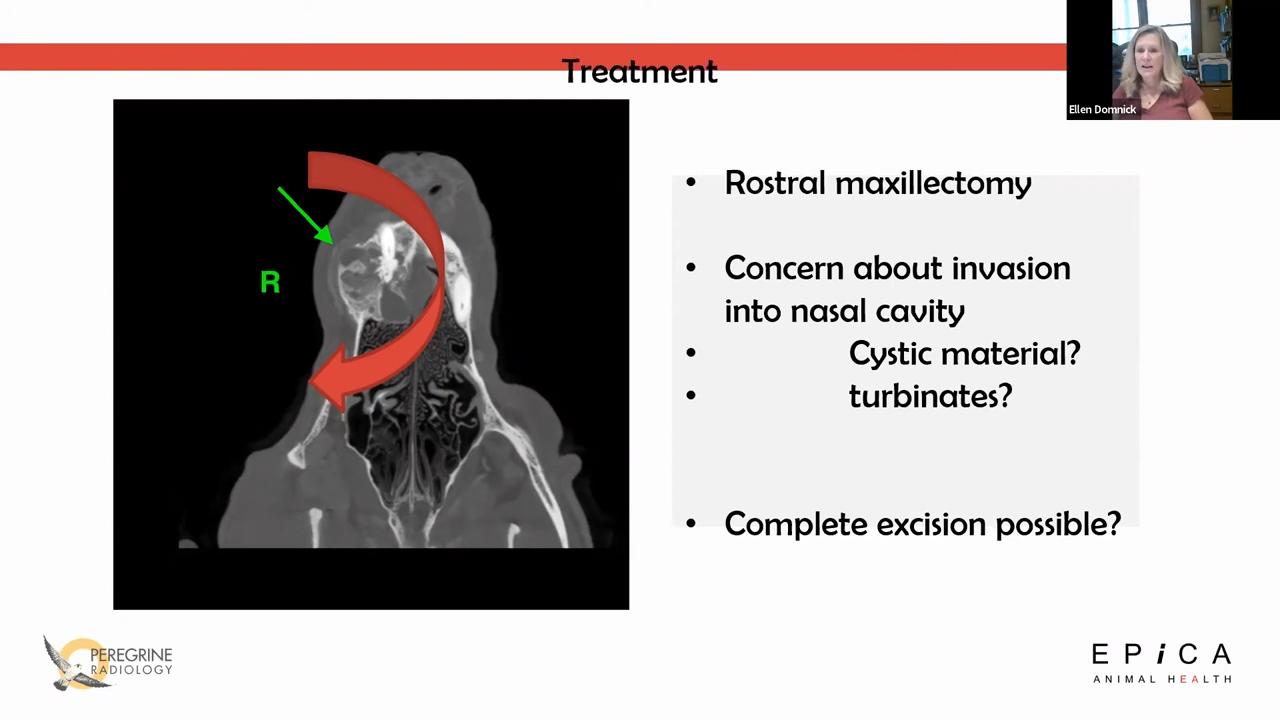 Treatment
Ellen Domnick
R
• Rostral maxillectomy
• Concern about invasion
into nasal cavity
• Cystic material?
• turbinates?
• Complete excision possible?
PEREGRINE
RADIOLOGY
EPiCA
ANIMAL HEALTH